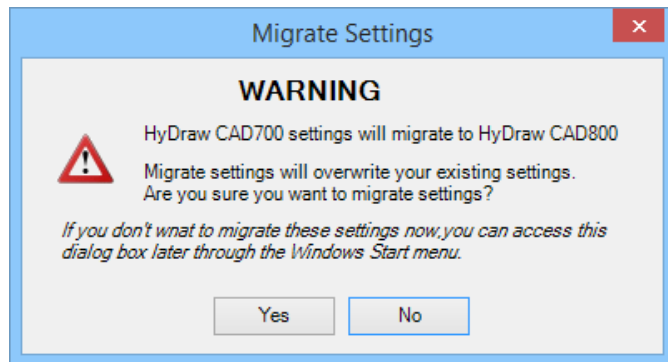 Migrate Settings
WARNING
HyDraw CAD700 settings will migrate to HyDraw CAD800
Migrate settings will overwrite your existing settings.
Are you sure you want to migrate settings?
If you don't wnat to migrate these settings now,you can access this
dialog box later through the Windows Start menu.
Yes
No